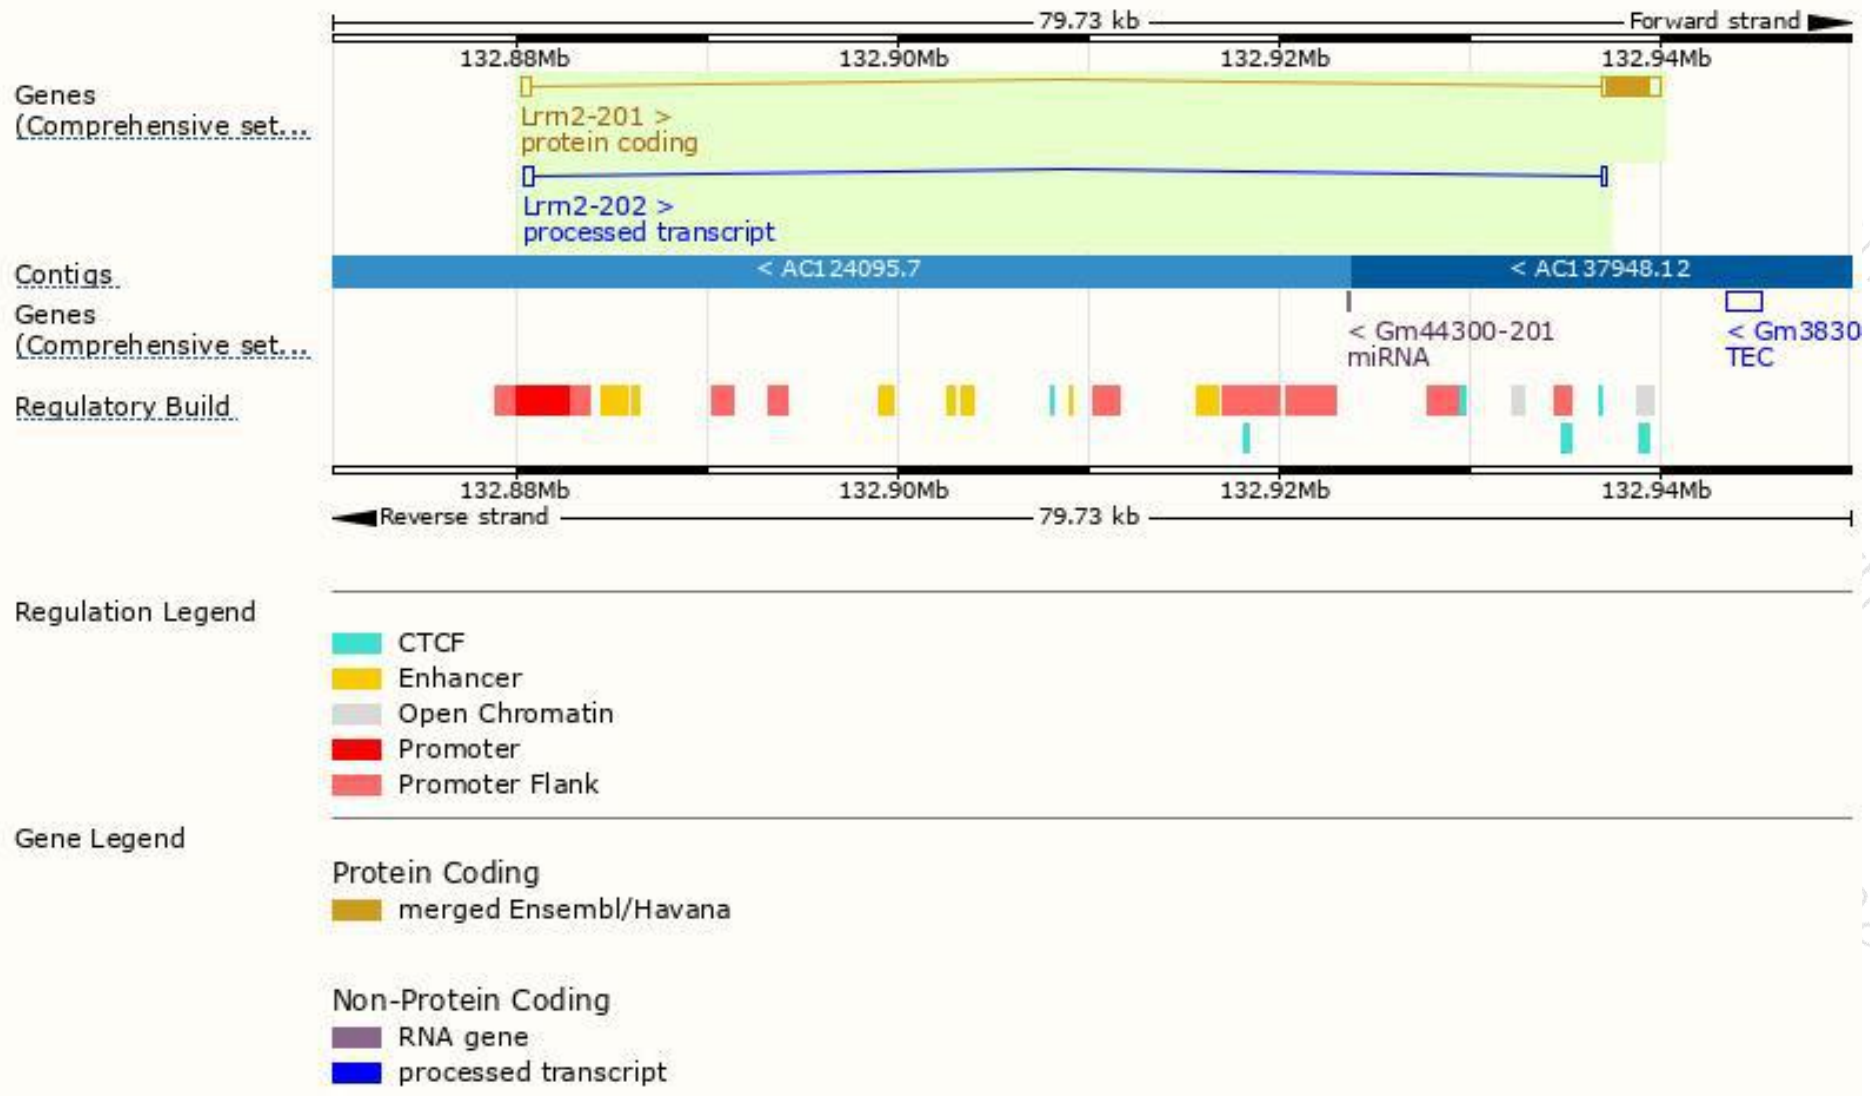 79.73 kb
Forward strand
132.88Mb 132.90Mb 132.92Mb 132.94Mb
Genes
(Comprehensive set...
Lrrn2-201 >
protein coding
Lrrn2-202 >
processed transcript
Contigs
< AC124095.7
< AC137948.12
Genes
(Comprehensive set...
< Gm44300-201
miRNA
< Gm3830
TEC
Regulatory Build
132.88Mb 132.90Mb 132.92Mb 132.94Mb
Reverse strand
79.73 kb
Regulation Legend
CTCF
Enhancer
Open Chromatin
Promoter
Promoter Flank
Gene Legend
Protein Coding
merged Ensembl/Havana
Non-Protein Coding
RNA gene
processed transcript